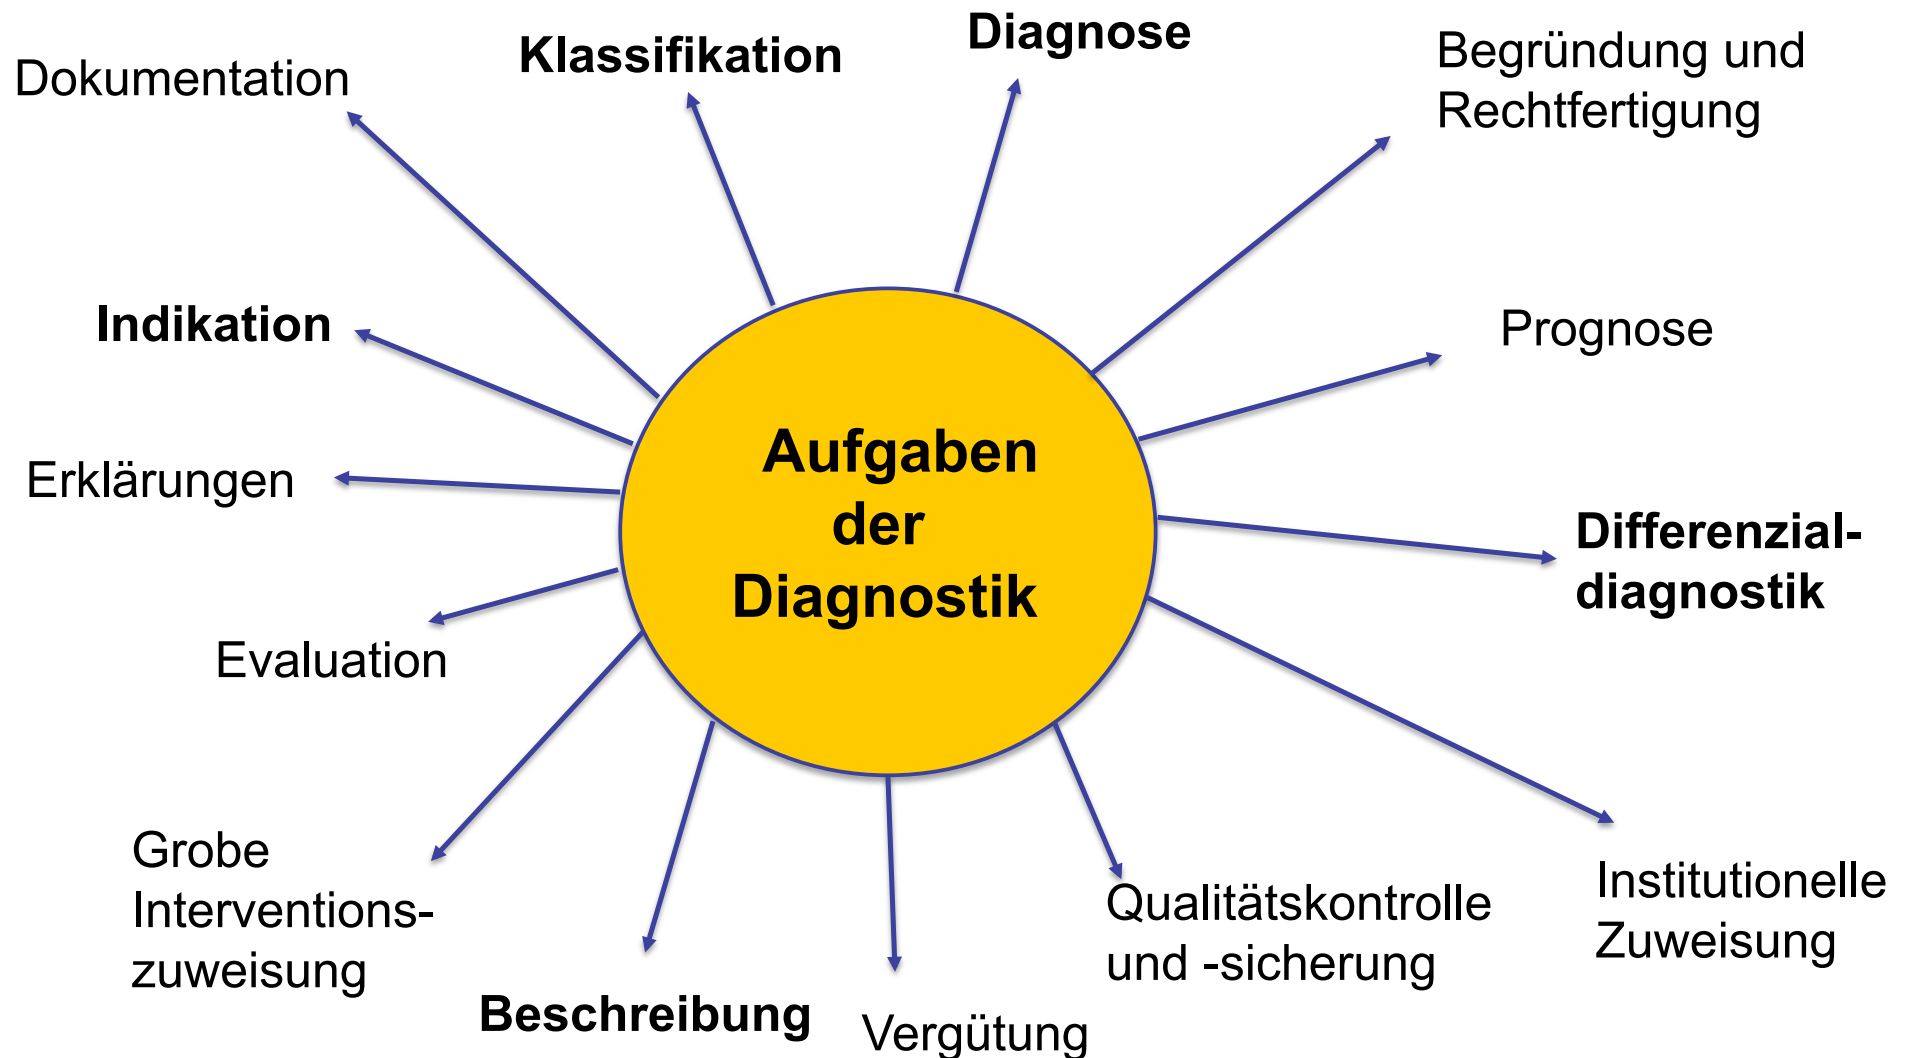 Dokumentation
Klassifikation
Diagnose
Begründung und
Rechtfertigung
Indikation
Prognose
Aufgaben
der
Diagnostik
Erklärungen
Differenzial-
diagnostik
Evaluation
Grobe
Interventions-
zuweisung
Beschreibung
Vergütung
Qualitätskontrolle
und -sicherung
Institutionelle
Zuweisung